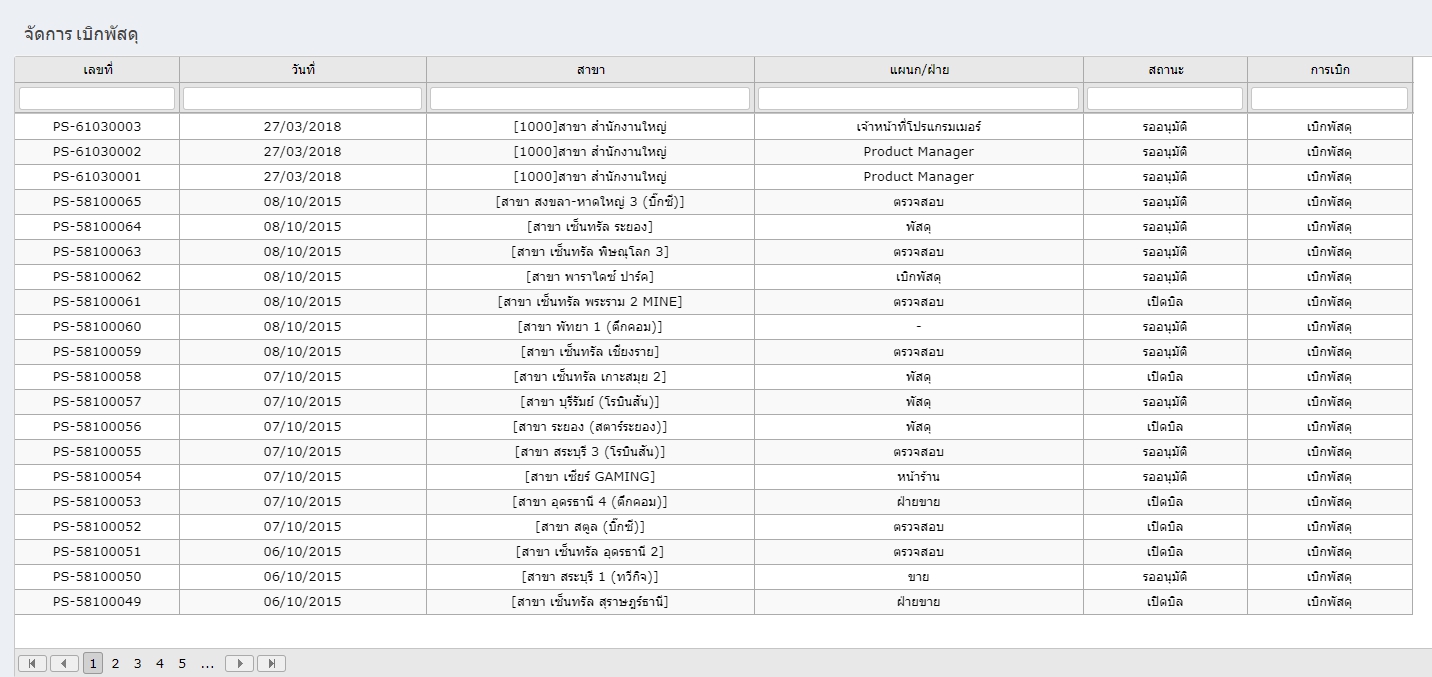 จัดการ เบิกพัสดุ
เลขที่ วันที่ สาขา แผนก/ฝ่าย สถานะ การเบิก
PS-61030003 27/03/2018 [1000]สาขา สำนักงานใหญ่ เจ้าหน้าที่โปรแกรมเมอร์ รออนุมัติ เบิกพัสดุ
PS-61030002 27/03/2018 [1000]สาขา สำนักงานใหญ่ Product Manager รออนุมัติ เบิกพัสดุ
PS-61030001 27/03/2018 [1000]สาขา สำนักงานใหญ่ Product Manager รออนุมัติ เบิกพัสดุ
PS-58100065 08/10/2015 [สาขา สงขลา-หาดใหญ่ 3 (บิ๊กซี)] ตรวจสอบ รออนุมัติ เบิกพัสดุ
PS-58100064 08/10/2015 [สาขา เซ็นทรัล ระยอง] พัสดุ รออนุมัติ เบิกพัสดุ
PS-58100063 08/10/2015 [สาขา เซ็นทรัล พิษณุโลก 3] ตรวจสอบ รออนุมัติ เบิกพัสดุ
PS-58100062 08/10/2015 [สาขา พาราไดซ์ ปาร์ค] เบิกพัสดุ รออนุมัติ เบิกพัสดุ
PS-58100061 08/10/2015 [สาขา เซ็นทรัล พระราม 2 MINE] ตรวจสอบ เปิดบิล เบิกพัสดุ
PS-58100060 08/10/2015 [สาขา พัทยา 1 (ตึกคอม)] - รออนุมัติ เบิกพัสดุ
PS-58100059 08/10/2015 [สาขา เซ็นทรัล เชียงราย] ตรวจสอบ รออนุมัติ เบิกพัสดุ
PS-58100058 07/10/2015 [สาขา เซ็นทรัล เกาะสมุย 2] พัสดุ เปิดบิล เบิกพัสดุ
PS-58100057 07/10/2015 [สาขา บุรีรัมย์ (โรบินสัน)] พัสดุ รออนุมัติ เบิกพัสดุ
PS-58100056 07/10/2015 [สาขา ระยอง (สตาร์ระยอง)] พัสดุ เปิดบิล เบิกพัสดุ
PS-58100055 07/10/2015 [สาขา สระบุรี 3 (โรบินสัน)] ตรวจสอบ รออนุมัติ เบิกพัสดุ
PS-58100054 07/10/2015 [สาขา เซียร์ GAMING] หน้าร้าน รออนุมัติ เบิกพัสดุ
PS-58100053 07/10/2015 [สาขา อุดรธานี 4 (ตึกคอม)] ฝ่ายขาย เปิดบิล เบิกพัสดุ
PS-58100052 07/10/2015 [สาขา สตูล (บิ๊กซี)] ตรวจสอบ เปิดบิล เบิกพัสดุ
PS-58100051 06/10/2015 [สาขา เซ็นทรัล อุดรธานี 2] ตรวจสอบ เปิดบิล เบิกพัสดุ
PS-58100050 06/10/2015 [สาขา สระบุรี 1 (ทวีกิจ)] ขาย รออนุมัติ เบิกพัสดุ
PS-58100049 06/10/2015 [สาขา เซ็นทรัล สุราษฎร์ธานี] ฝ่ายขาย เปิดบิล เบิกพัสดุ
1 2 3 4 5 ...